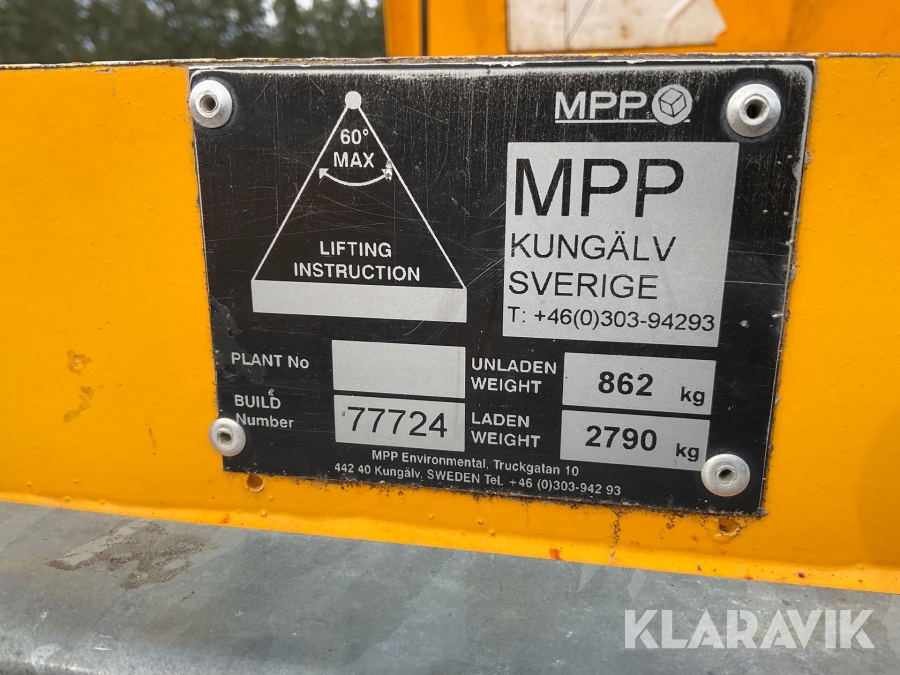 60°
MAX
LIFTING
INSTRUCTION
MPP
MPP
KUNGÄLV
SVERIGE
T: +46(0)303-94293
PLANT No
UNLADEN
WEIGHT
862 kg
BUILD
Number
77724
LADEN
WEIGHT
2790 kg
MPP Environmental, Truckgatan 10
442 40 Kungälv, SWEDEN Tel. +46 (0)303-942 93
KLARAVIK